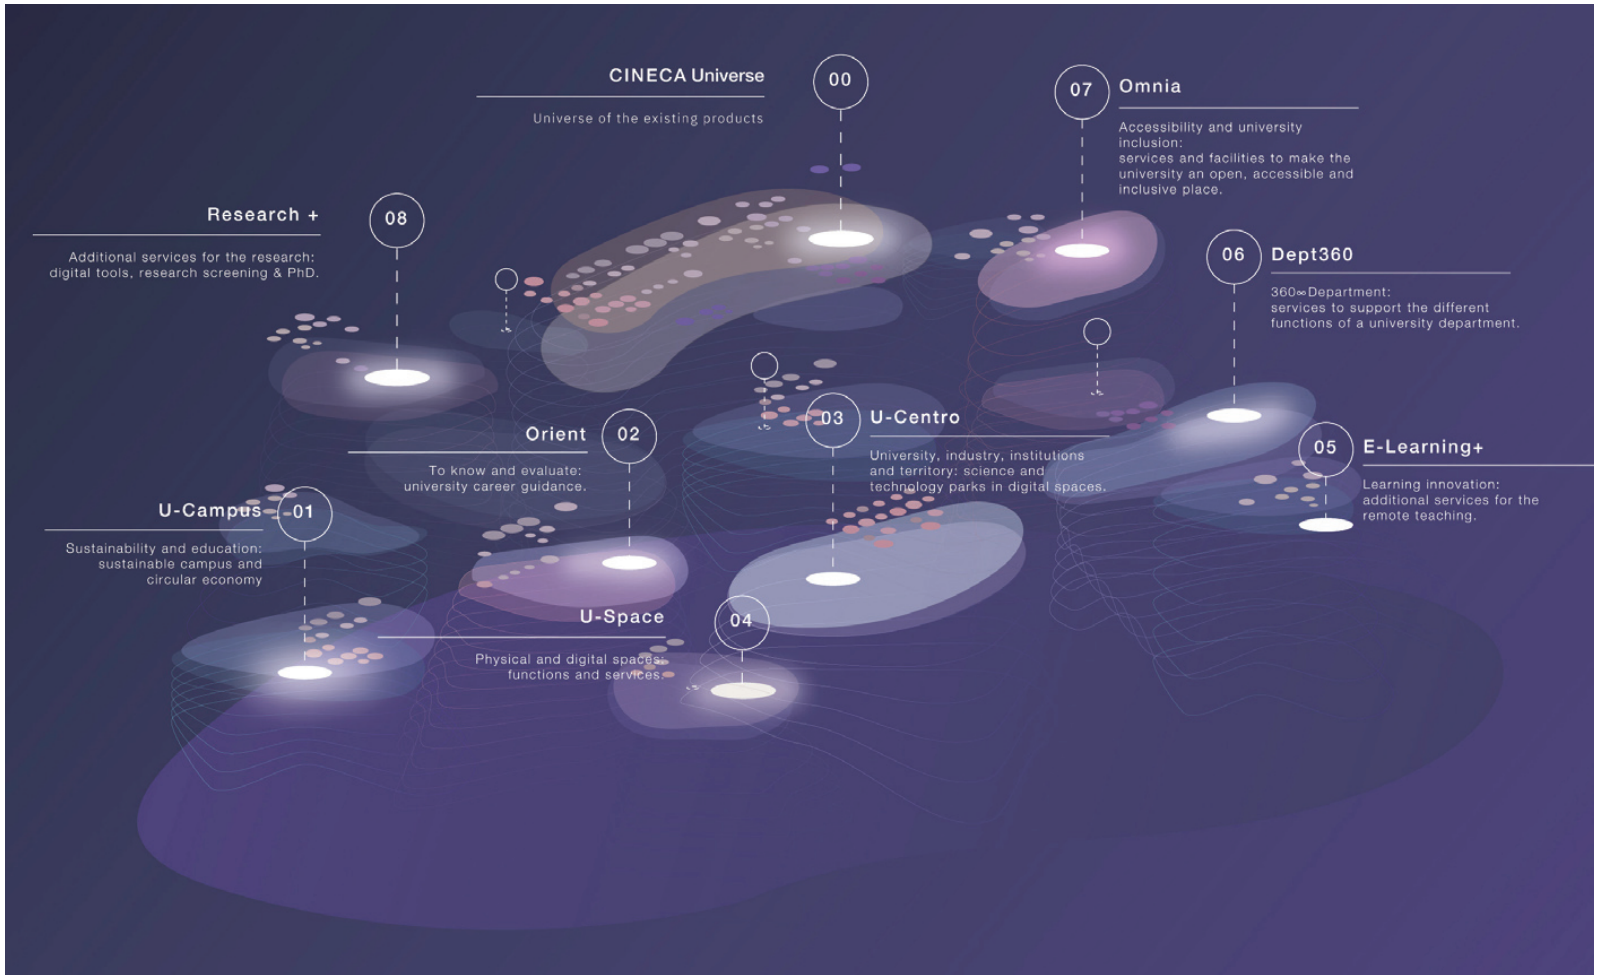 CINECA Universe
Universe of the existing products
00
07
Omnia
Accessibility and university
inclusion:
services and facilities to make the
university an open, accessible and
inclusive place.
Research +
08
Additional services for the research:
digital tools, research screening & PhD.
06
Dept360
360∞Department:
services to support the different
functions of a university department.
Orient
02
To know and evaluate:
university career guidance.
03
U-Centro
University, industry, institutions
and territory: science and
technology parks in digital spaces.
05
E-Learning+
Learning innovation:
additional services for the
remote teaching.
U-Campus
01
Sustainability and education:
sustainable campus and
circular economy
U-Space
04
Physical and digital spaces:
functions and services.